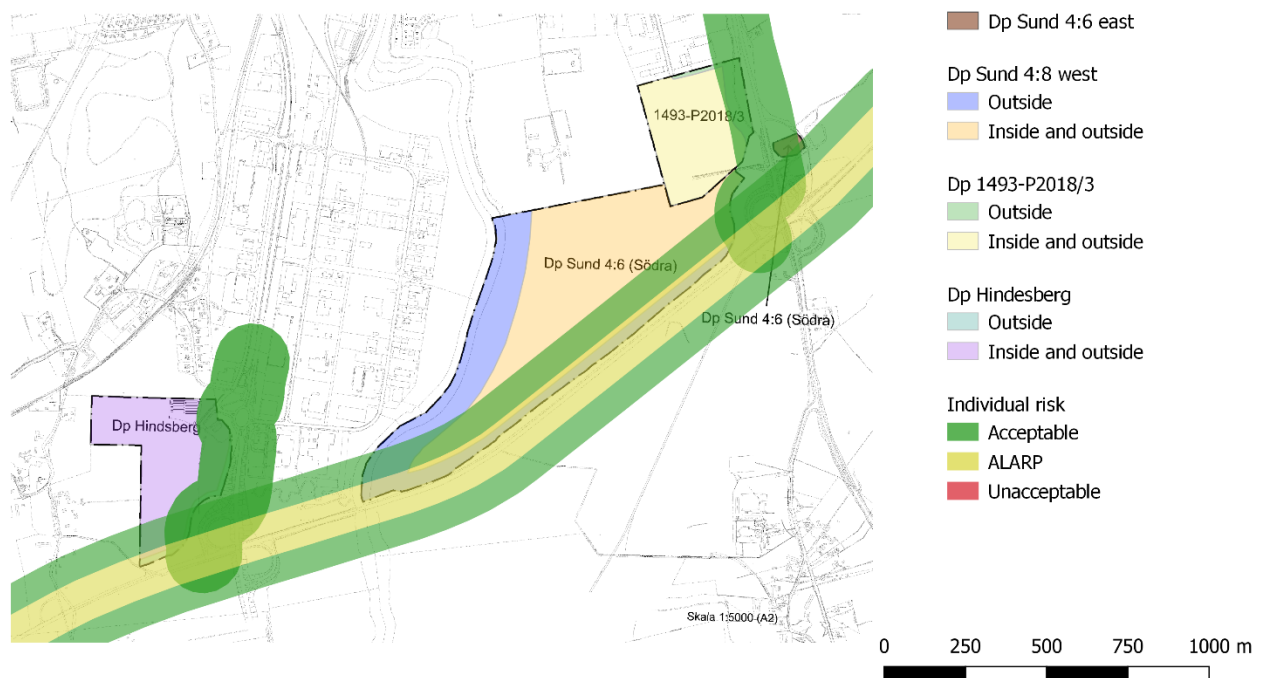 1493-P2018/3
Dp Sund 4:6 (Södra)
Dp Sund 4:6 (Södra)
Dp Hindsberg
Skala 1:5000 (A2)
Dp Sund 4:6 east
Dp Sund 4:8 west
Outside
Inside and outside
Dp 1493-P2018/3
Outside
Inside and outside
Dp Hindesberg
Outside
Inside and outside
Individual risk
Acceptable
ALARP
Unacceptable
0 250 500 750 1000 m